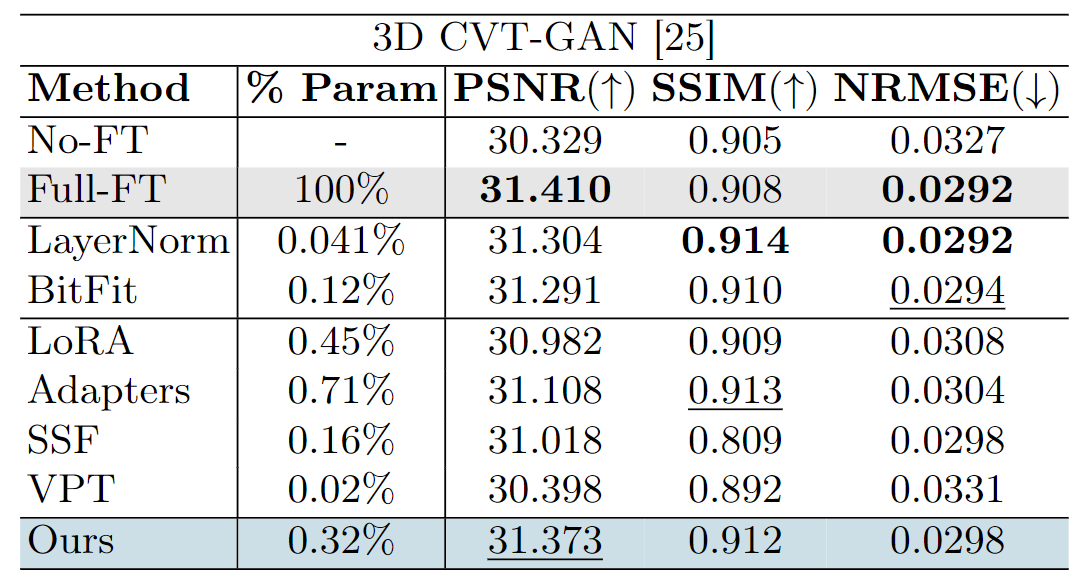 3D CVT-GAN [25]
Method % Param PSNR(↑) SSIM(↑) NRMSE(↓)
No-FT - 30.329 0.905 0.0327
Full-FT 100% 31.410 0.908 0.0292
LayerNorm 0.041% 31.304 0.914 0.0292
BitFit 0.12% 31.291 0.910 0.0294
LoRA 0.45% 30.982 0.909 0.0308
Adapters 0.71% 31.108 0.913 0.0304
SSF 0.16% 31.018 0.809 0.0298
VPT 0.02% 30.398 0.892 0.0331
Ours 0.32% 31.373 0.912 0.0298